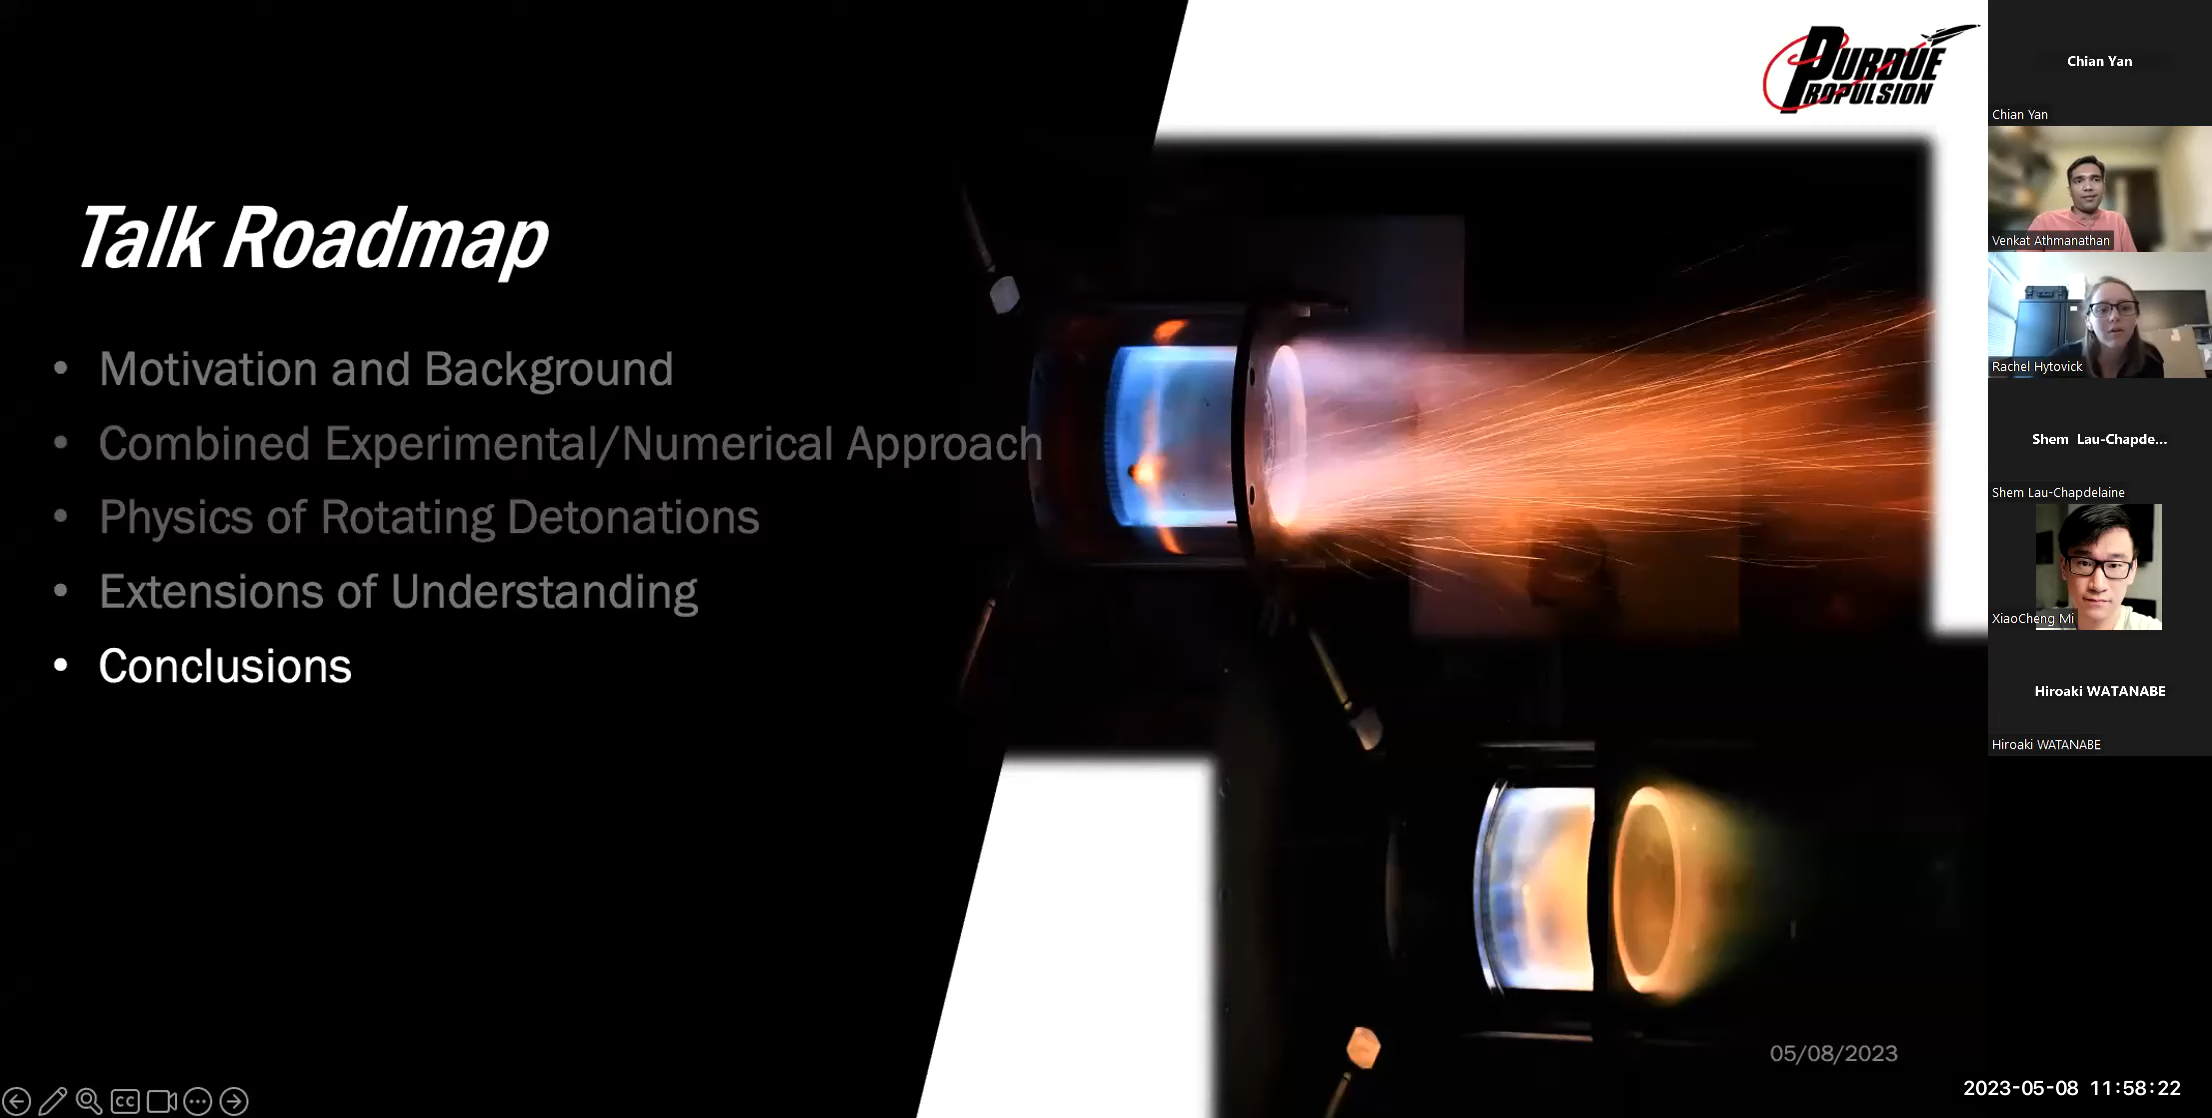 PURDUE
PROPULSION
Talk Roadmap
• Motivation and Background
• Combined Experimental/Numerical Approach
• Physics of Rotating Detonations
• Extensions of Understanding
• Conclusions
05/08/2023
CC
Chian Yan
Chian Yan
Venkat Athmanathan
Rachel Hytovick
Shem Lau-Chapde...
Shem Lau-Chapdelaine
XiaoCheng Mi
Hiroaki WATANABE
Hiroaki WATANABE
2023-05-08 11:58:22